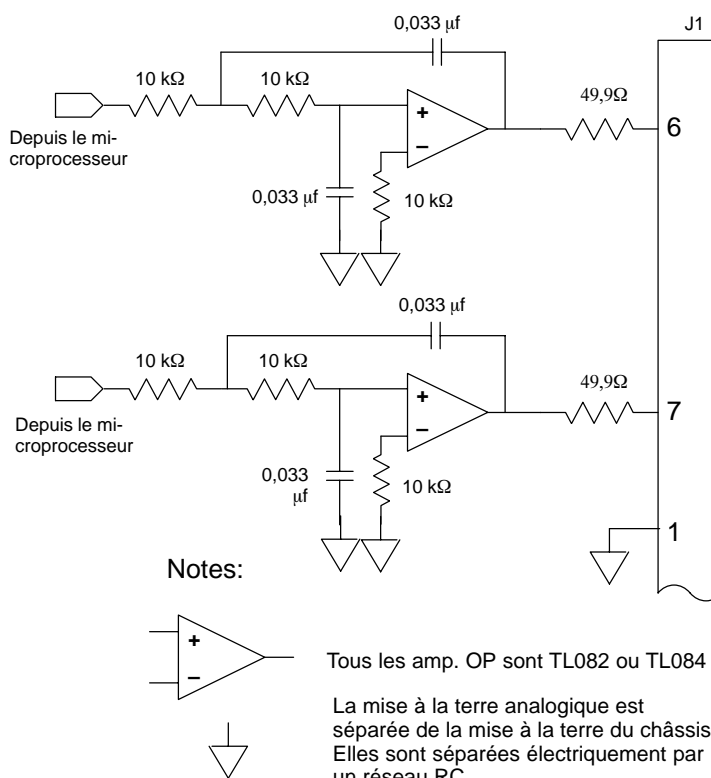 0,033 μf
J1
10 kΩ
10 kΩ
49,9Ω
+
−
6
Depuis le mi-
croprocesseur
0,033 μf
10 kΩ
0,033 μf
10 kΩ
10 kΩ
49,9Ω
+
−
7
Depuis le mi-
croprocesseur
0,033
μf
10 kΩ
1
Notes:
+
−
Tous les amp. OP sont TL082 ou TL084
La mise à la terre analogique est
séparée de la mise à la terre du châssis
Elles sont séparées électriquement par
un réseau RC